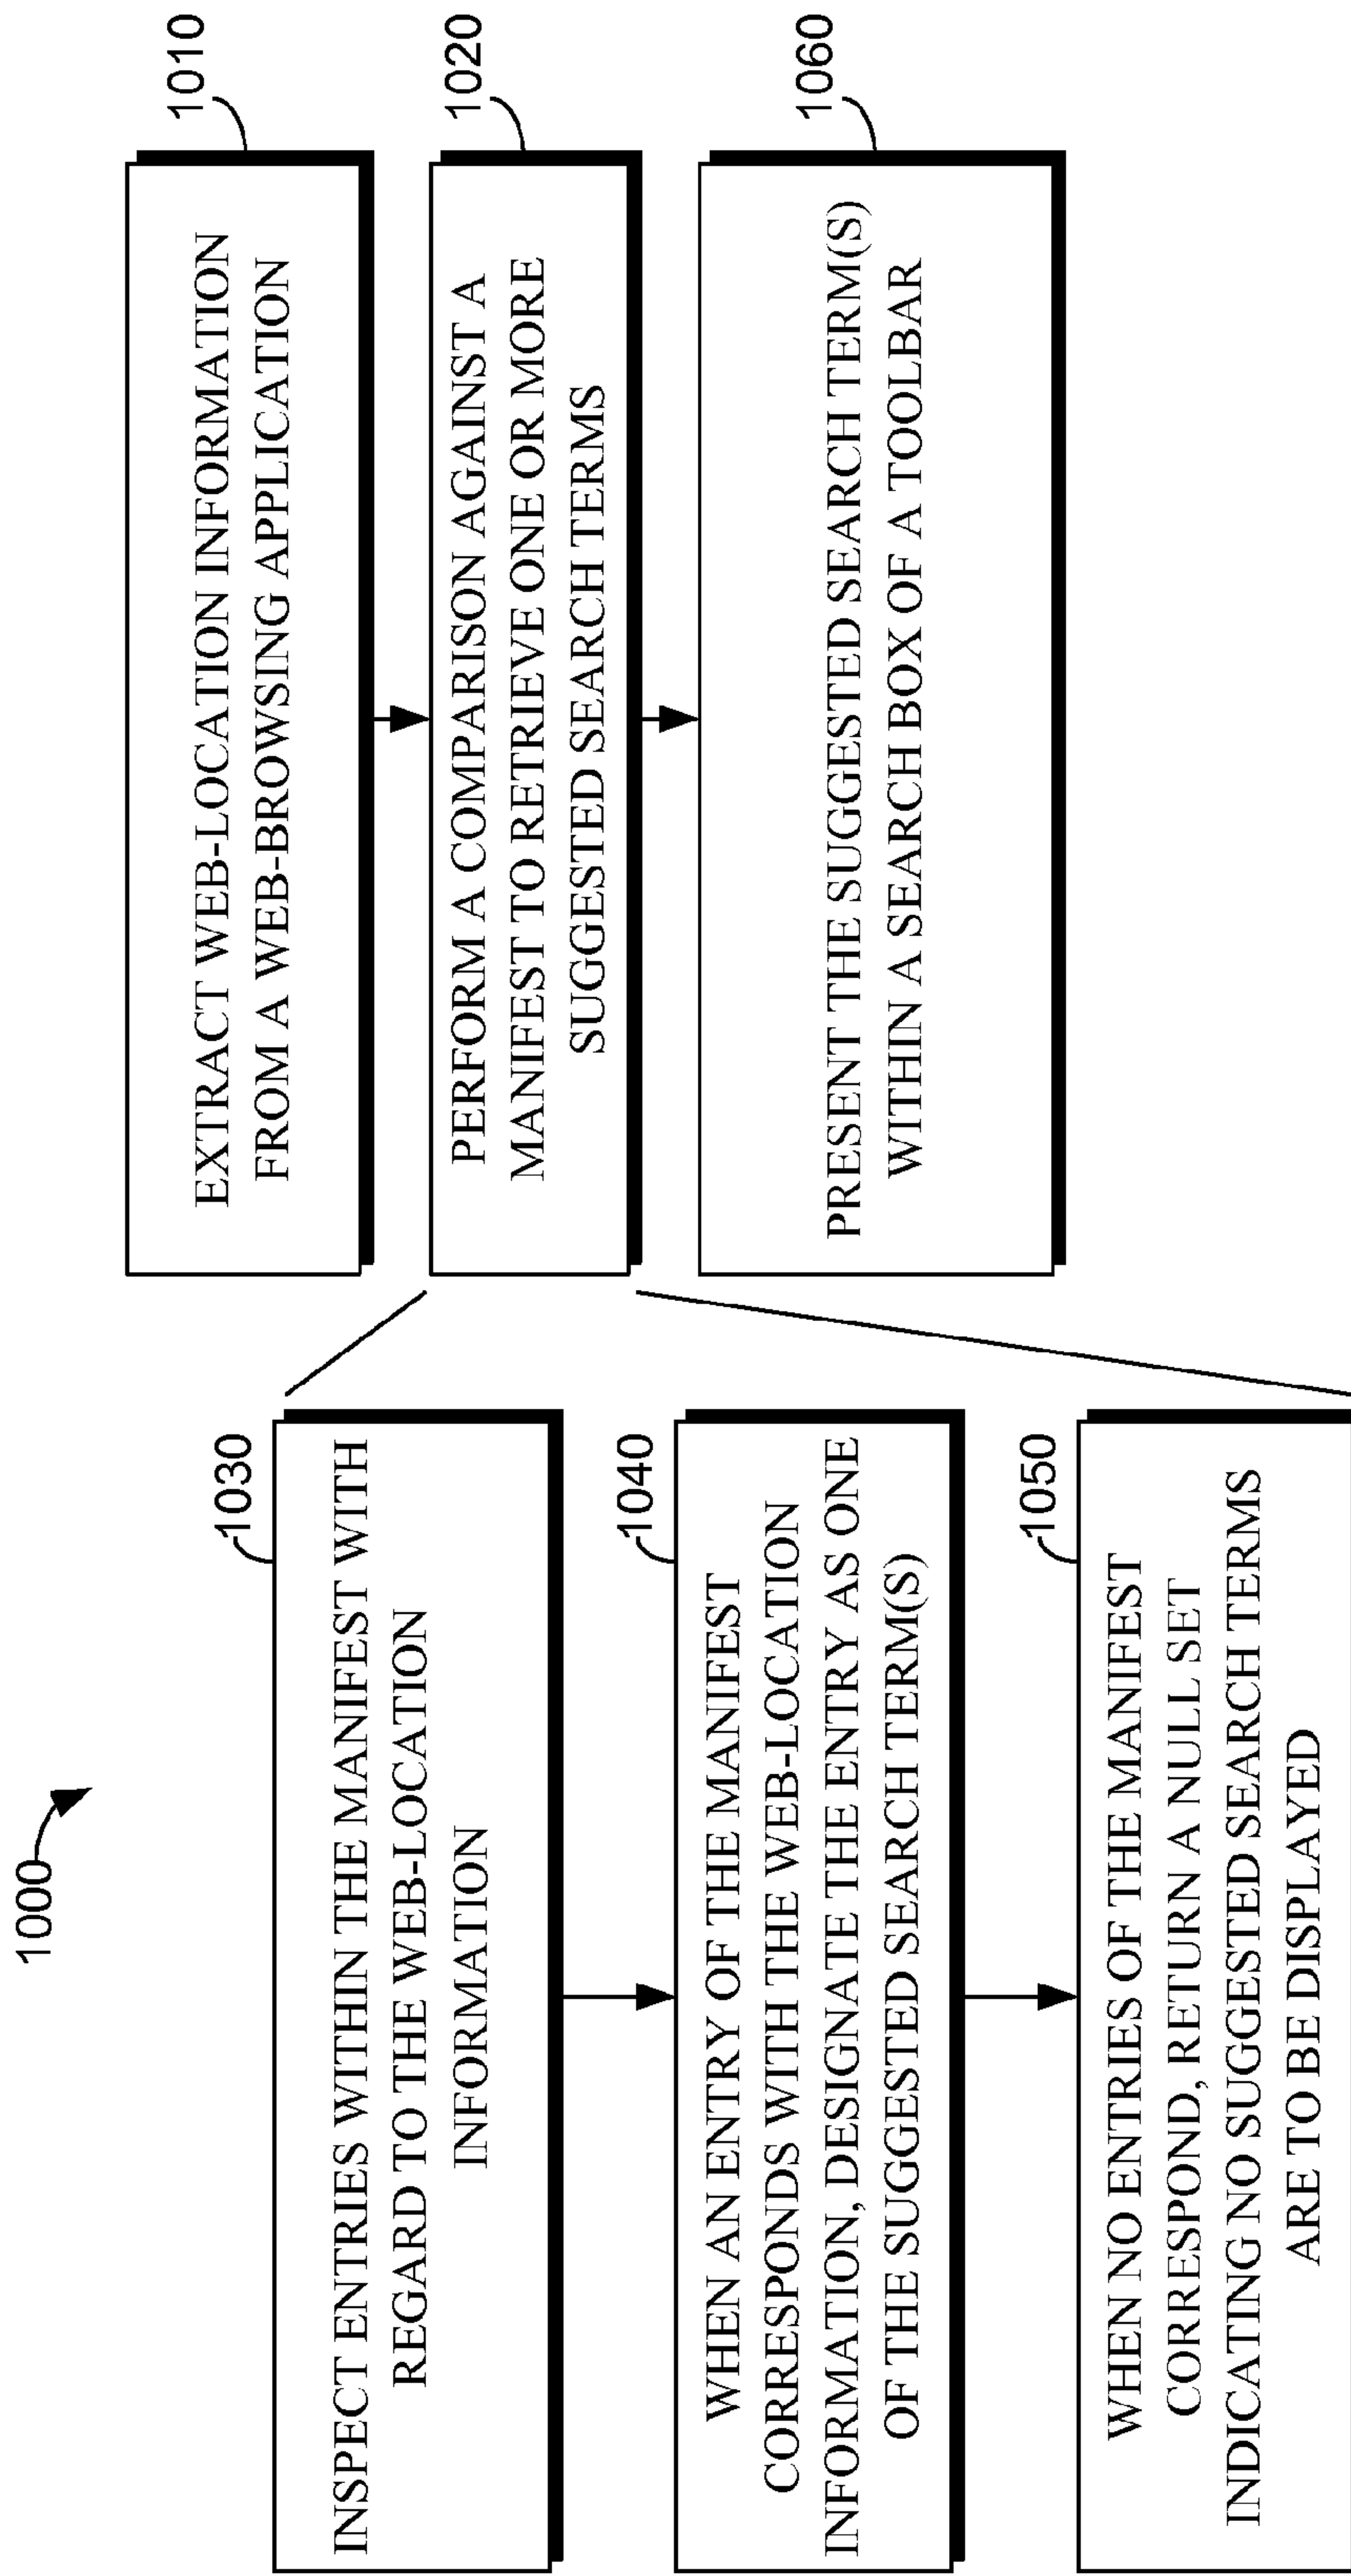 1000
1010
EXTRACT WEB-LOCATION INFORMATION
FROM A WEB-BROWSING APPLICATION
1020
PERFORM A COMPARISON AGAINST A
MANIFEST TO RETRIEVE ONE OR MORE
SUGGESTED SEARCH TERMS
1030
INSPECT ENTRIES WITHIN THE MANIFEST WITH
REGARD TO THE WEB-LOCATION
INFORMATION
1040
WHEN AN ENTRY OF THE MANIFEST
CORRESPONDS WITH THE WEB-LOCATION
INFORMATION, DESIGNATE THE ENTRY AS ONE
OF THE SUGGESTED SEARCH TERM(S)
1050
WHEN NO ENTRIES OF THE MANIFEST
CORRESPOND, RETURN A NULL SET
INDICATING NO SUGGESTED SEARCH TERMS
ARE TO BE DISPLAYED
1060
PRESENT THE SUGGESTED SEARCH TERM(S)
WITHIN A SEARCH BOX OF A TOOLBAR